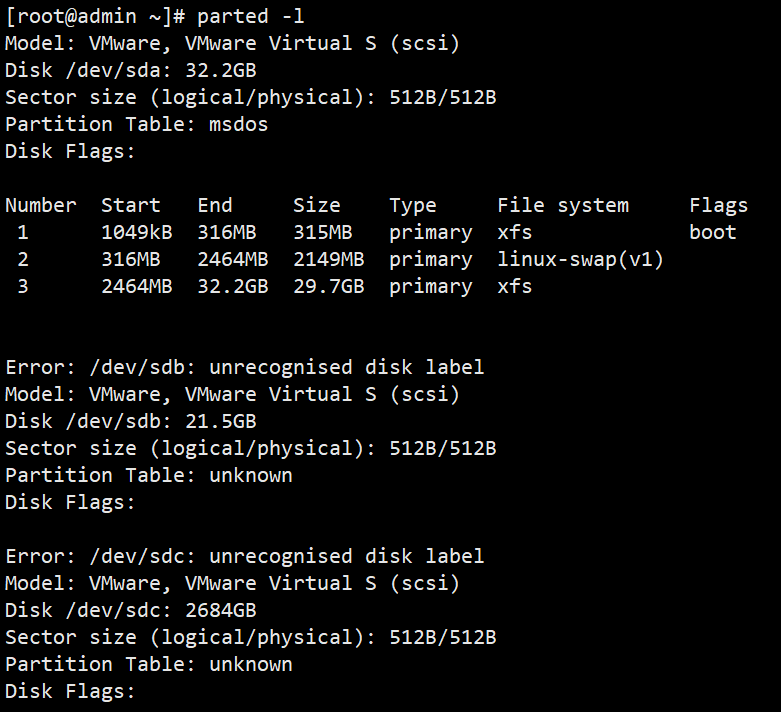 [root@admin ~]# parted -l
Model: VMware, VMware Virtual S (scsi)
Disk /dev/sda: 32.2GB
Sector size (logical/physical): 512B/512B
Partition Table: msdos
Disk Flags:

Number  Start   End     Size    Type     File system     Flags
 1      1049kB  316MB   315MB   primary  xfs             boot
 2      316MB   2464MB  2149MB  primary  linux-swap(v1)
 3      2464MB  32.2GB  29.7GB  primary  xfs


Error: /dev/sdb: unrecognised disk label
Model: VMware, VMware Virtual S (scsi)
Disk /dev/sdb: 21.5GB
Sector size (logical/physical): 512B/512B
Partition Table: unknown
Disk Flags:

Error: /dev/sdc: unrecognised disk label
Model: VMware, VMware Virtual S (scsi)
Disk /dev/sdc: 2684GB
Sector size (logical/physical): 512B/512B
Partition Table: unknown
Disk Flags: